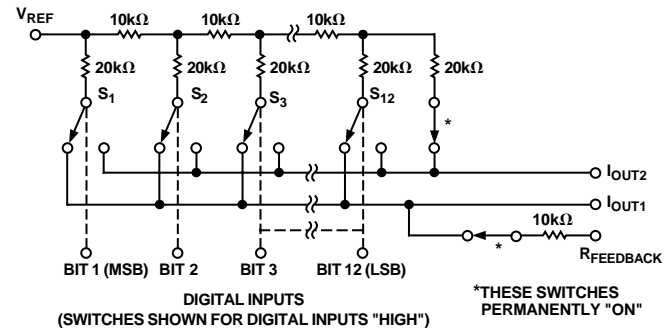 VREF
10kΩ 10kΩ 10kΩ
20kΩ 20kΩ 20kΩ 20kΩ 20kΩ
S1 S2 S3 S12
*
IOUT2
IOUT1
10kΩ
*
RFEEDBACK
BIT 1 (MSB) BIT 2 BIT 3 BIT 12 (LSB)
DIGITAL INPUTS
(SWITCHES SHOWN FOR DIGITAL INPUTS "HIGH")
*THESE SWITCHES
PERMANENTLY "ON"